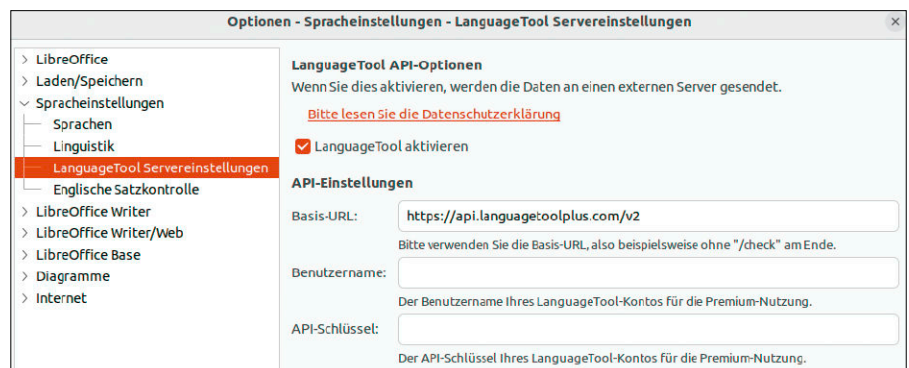 Optionen - Spracheinstellungen - LanguageTool Servereinstellungen
LibreOffice
Laden/Speichern
Spracheinstellungen
Sprachen
Linguistik
LanguageTool Servereinstellungen
Englische Satzkontrolle
LibreOffice Writer
LibreOffice Writer/Web
LibreOffice Base
Diagramme
Internet
LanguageTool API-Optionen
Wenn Sie dies aktivieren, werden die Daten an einen externen Server gesendet.
Bitte lesen Sie die Datenschutzerklärung
LanguageTool aktivieren
API-Einstellungen
Basis-URL: https://api.languagetoolplus.com/v2
Bitte verwenden Sie die Basis-URL, also beispielsweise ohne "/check" am Ende.
Benutzername:
Der Benutzername Ihres LanguageTool-Kontos für die Premium-Nutzung.
API-Schlüssel:
Der API-Schlüssel Ihres LanguageTool-Kontos für die Premium-Nutzung.